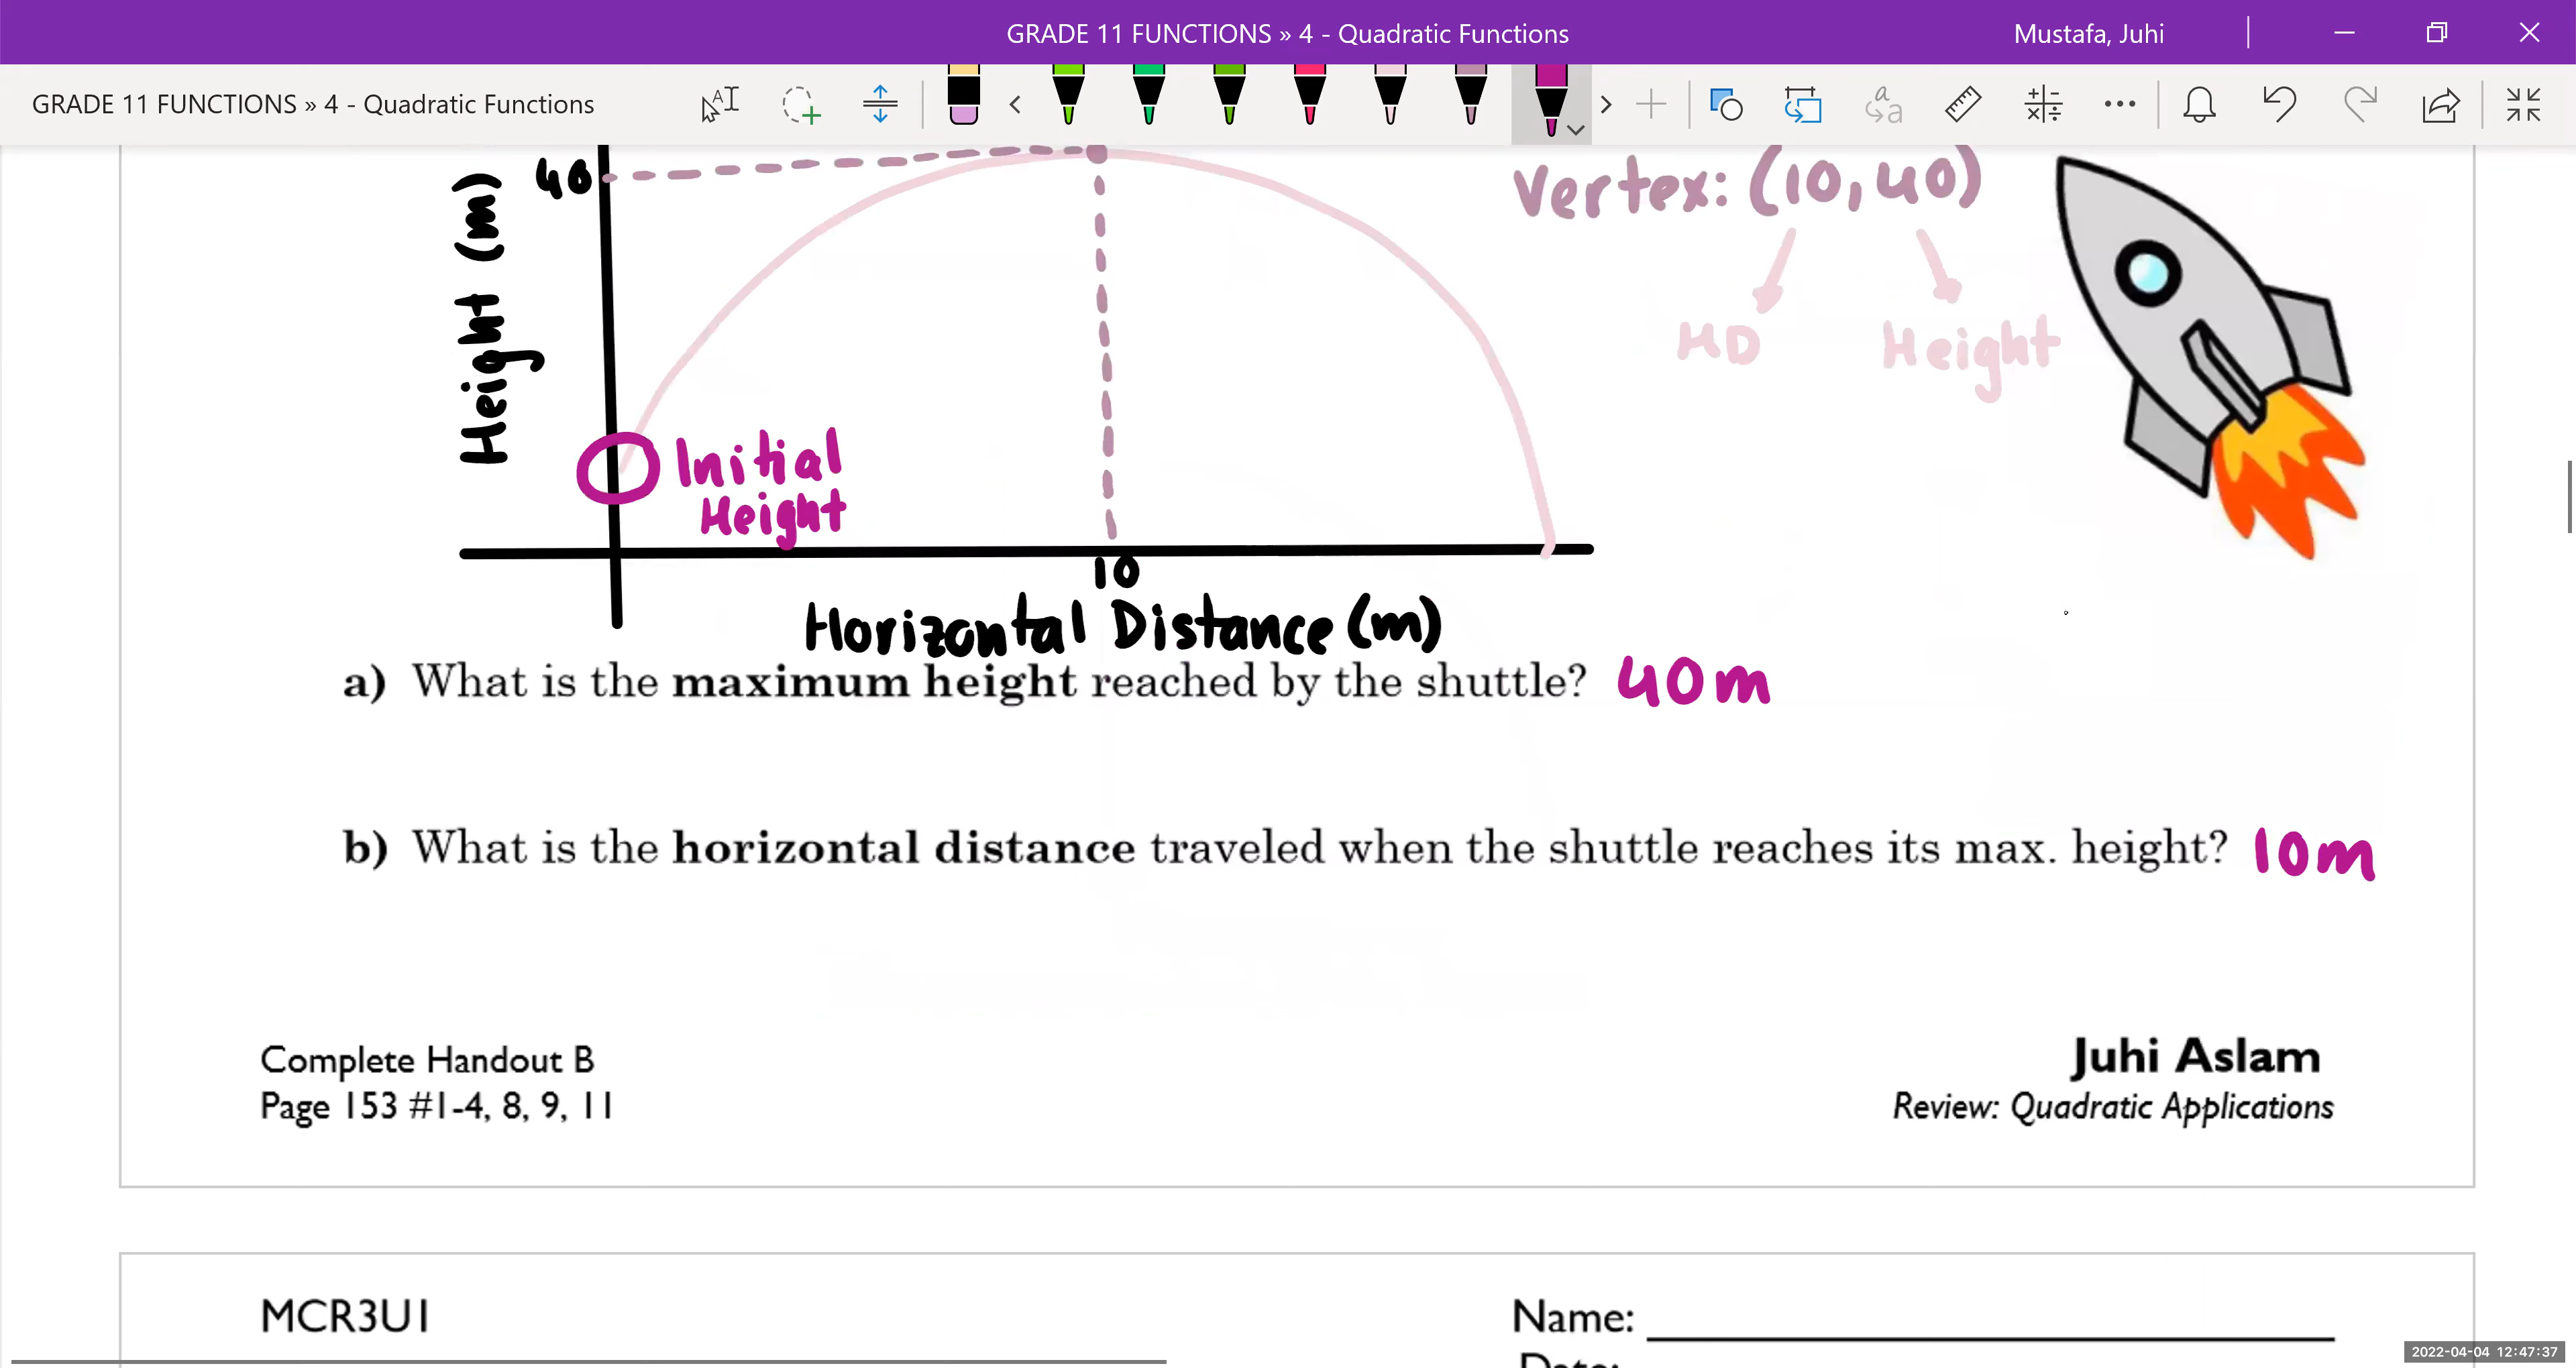 GRADE 11 FUNCTIONS » 4 - Quadratic Functions
Mustafa, Juhi
GRADE 11 FUNCTIONS » 4 - Quadratic Functions
40
Height (m)
Vertex: (10, 40)
HD
Height
Initial
Height
10
Horizontal Distance (m)
a) What is the maximum height reached by the shuttle? 40m
b) What is the horizontal distance traveled when the shuttle reaches its max. height? 10m
Complete Handout B
Page 153 #1-4, 8, 9, 11
Juhi Aslam
Review: Quadratic Applications
MCR3U1
Name:
Date:
2022-04-04 12:47:37